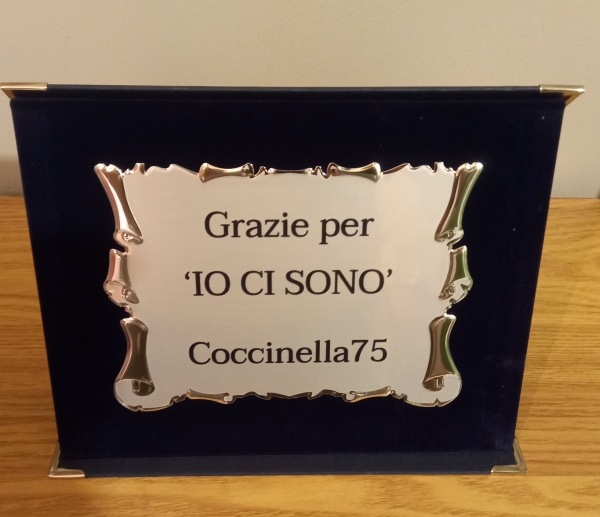 Grazie per
‘IO CI SONO’
Coccinella75